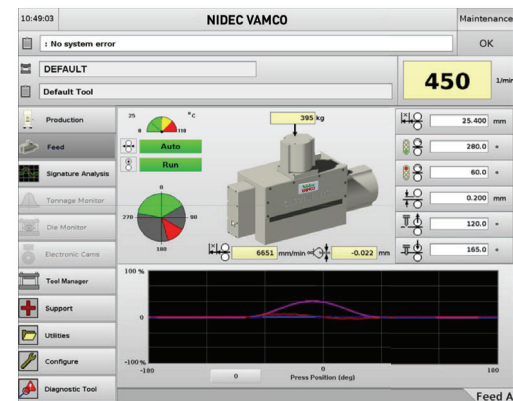 10:49:03 NIDEC VAMCO Maintenance
: No system error OK
DEFAULT
Default Tool
450 1/min
Production
Feed
Signature Analysis
Tonnage Monitor
Die Monitor
Electronic Cams
Tool Manager
Support
Utilities
Configure
Diagnostic Tool
25 °C
0 110
Auto
Run
0
270 90
180
395 kg
6651 mm/min -0.022 mm
25.400 mm
280.0 °
60.0 °
0.200 mm
120.0 °
165.0 °
100 %
0
-100 %
-180 0 180
0 Press Position (deg)
Feed A